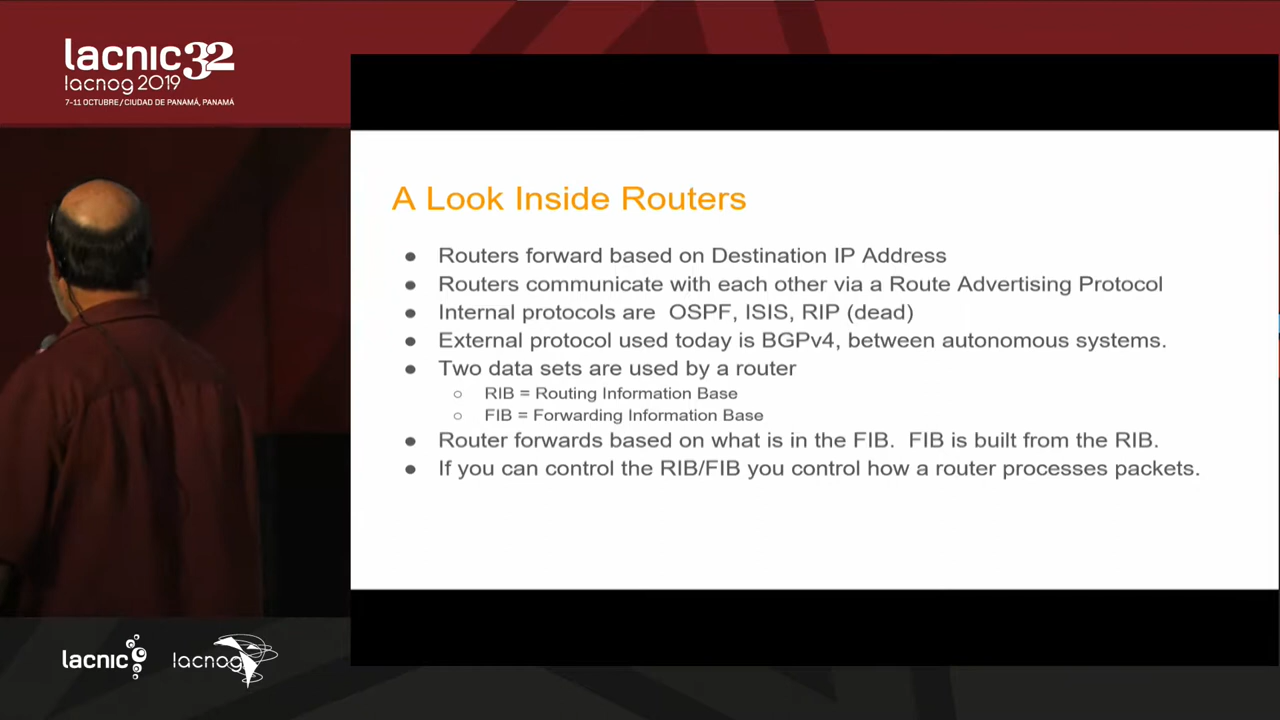 lacnic32
lacnog 2019
7-11 OCTUBRE / CIUDAD DE PANAMÁ, PANAMÁ
A Look Inside Routers
● Routers forward based on Destination IP Address
● Routers communicate with each other via a Route Advertising Protocol
● Internal protocols are OSPF, ISIS, RIP (dead)
● External protocol used today is BGPv4, between autonomous systems.
● Two data sets are used by a router
○ RIB = Routing Information Base
○ FIB = Forwarding Information Base
● Router forwards based on what is in the FIB. FIB is built from the RIB.
● If you can control the RIB/FIB you control how a router processes packets.
lacnic
lacnog